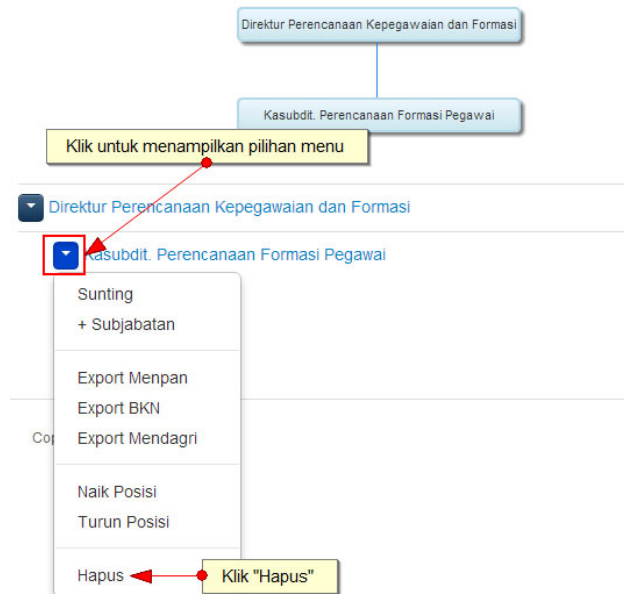 Direktur Perencanaan Kepegawaian dan Formasi
Kasubdit. Perencanaan Formasi Pegawai
Klik untuk menampilkan pilihan menu
Direktur Perencanaan Kepegawaian dan Formasi
Kasubdit. Perencanaan Formasi Pegawai
Sunting
+ Subjabatan
Export Menpan
Export BKN
Cop
Export Mendagri
Naik Posisi
Turun Posisi
Hapus
Klik "Hapus"